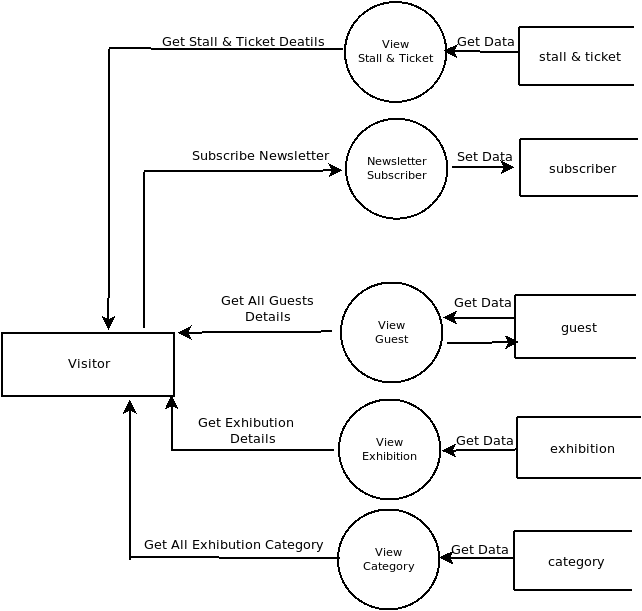 Get Stall & Ticket Deatils
View
Stall & Ticket
Get Data
stall & ticket
Subscribe Newsletter
Newsletter
Subscriber
Set Data
subscriber
Get All Guests
Details
View
Guest
Get Data
guest
Visitor
Get Exhibution
Details
View
Exhibition
Get Data
exhibition
Get All Exhibution Category
View
Category
Get Data
category